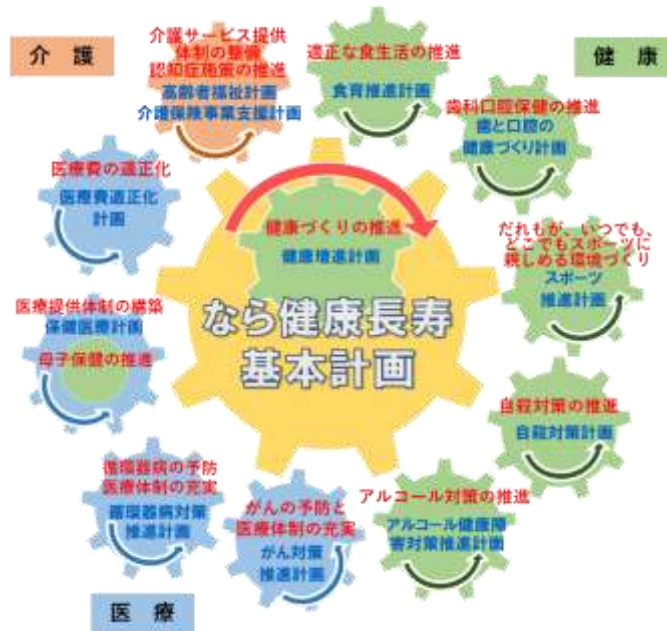 介 護
健 康
医 療
介護サービス提供
体制の整備
認知症施策の推進
高齢者福祉計画
介護保険事業支援計画
適正な食生活の推進
食育推進計画
歯科口腔保健の推進
歯と口腔の
健康づくり計画
だれもが、いつでも、
どこでもスポーツに
親しめる環境づくり
スポーツ
推進計画
自殺対策の推進
自殺対策計画
アルコール対策の推進
アルコール健康障
害対策推進計画
がんの予防と
医療体制の充実
がん対策
推進計画
循環器病の予防
医療体制の充実
循環器病対策
推進計画
医療提供体制の構築
保健医療計画
母子保健の推進
医療費の適正化
医療費適正化
計画
健康づくりの推進
健康増進計画
なら健康長寿
基本計画